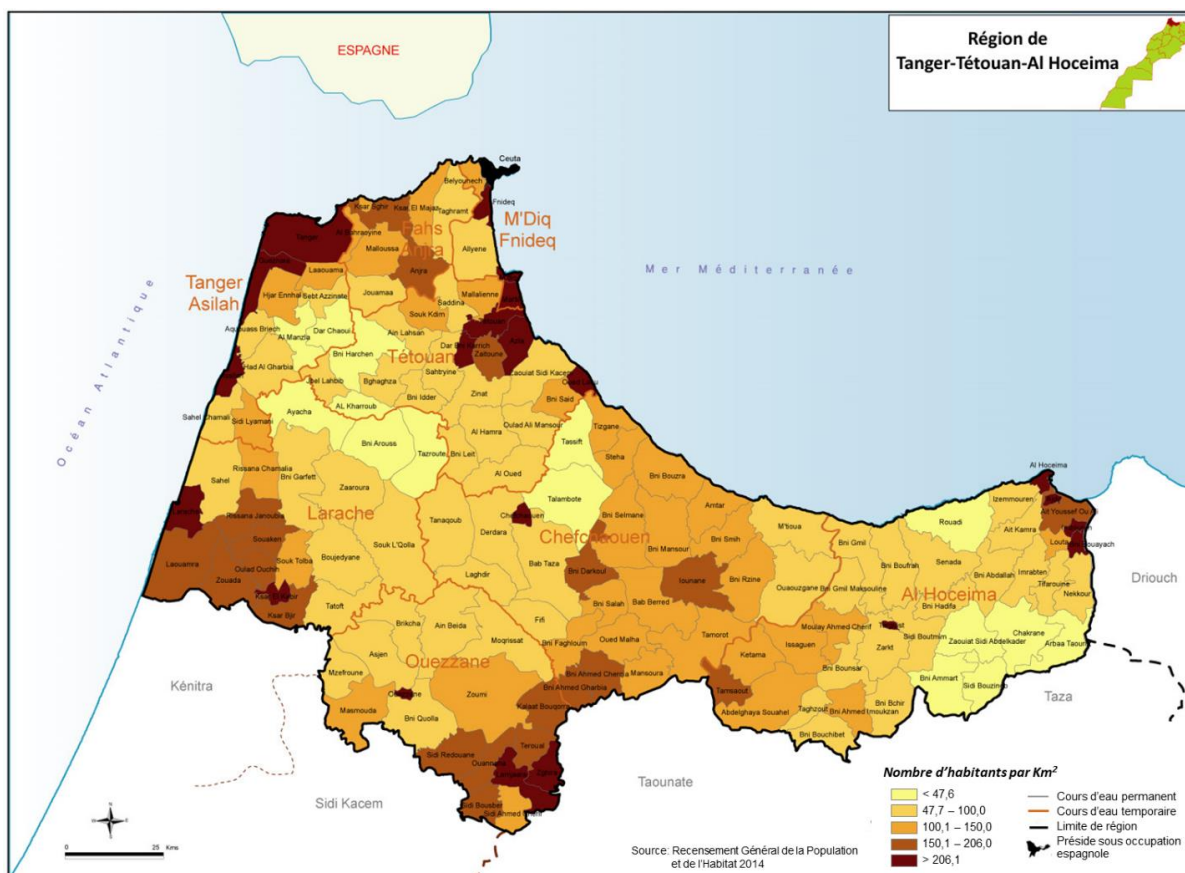 ESPAGNE
Région de
Tanger-Tétouan-Al Hoceima
Ceuta
Belyounech
Fnideq
Ksar Sghir
Ksar El Majaz
Taghramt
M'Diq
Fnideq
Fahs
Anjra
Malloussa
Anjra
Allyene
Mer Méditerranée
Océan Atlantique
Tanger
Asilah
Laaouama
Hjar Ennhal
Sebt Azzinate
Jouamaa
Saddina
Mallalienne
Souk Kdim
Aquouass Briech
Al Manzla
Dar Chaoui
Ain Lahsan
Bni Harchen
Tétouan
Zaitoune
Had Al Gharbia
Jbel Lahbib
Bghaghza
Sahtryine
Zaouiat Sidi Kacem
Oued Laou
Bni Idder
Zinat
Bni Said
Ayacha
AL Kharroub
Sahel Chamali
Sidi Lyamani
Oulad Ali Mansour
Tizgane
Al Hamra
Tassift
Bni Arouss
Tazroute
Bni Leit
Steha
Rissana Chamalia
Bni Garfett
Al Oued
Bni Bouzra
Sahel
Zaaroura
Talambote
Larache
Rissana Janoubia
Tanaqoub
Derdara
Chefchaouen
Bni Selmane
Amtar
M'tioua
Soueken
Souk L'Qolla
Chefchaouen
Bni Smih
Laouamra
Zouada
Oulad Ouchih
Souk Tolba
Boujedyane
Laghdir
Bab Taza
Bni Mansour
Bni Darkoul
Iounane
Bni Rzine
Ouaouzgane
Ksar Bjir
Tatoft
Bni Salah
Bab Berred
Fifi
Brikcha
Ain Beida
Moqrissat
Bni Faghloum
Oued Malha
Tamorot
Asjen
Ouezzane
Mzefroune
Zoumi
Bni Ahmed Cherqia
Mansoura
Bni Ahmed Gharbia
Masmouda
Bni Quolla
Kalaat Bouqorra
Sidi Redouane
Teroual
Ouannana
Sidi Bousber
Sidi Ahmed Cherif
Al Hoceima
Izemmouren
Ait Youssef Ou Ali
Rouadi
Ait Kamra
Louta
Bni Gmil
Bni Boufrah
Senada
Imrabten
Bni Abdallah
Tifarouine
Nekkour
Bni Gmil Maksouline
Al Hoceima
Bni Hadifa
Moulay Ahmed Cherif
Sidi Boutmim
Zaouiat Sidi Abdelkader
Chakrane
Arbaa Taourirt
Ketama
Issaguen
Zarkt
Bni Bounsar
Bni Ammart
Sidi Bouzineb
Tamsaout
Abdelghaya Souahel
Taghzout
Bni Ahmed Imoukzan
Bni Bchir
Bni Bouchibet
Driouch
Taza
Taounate
Sidi Kacem
Kénitra
N
0
25
Kms
Source: Recensement Général de la Population
et de l'Habitat 2014
Nombre d'habitants par Km²
< 47,6
47,7 – 100,0
100,1 – 150,0
150,1 – 206,0
> 206,1
Cours d'eau permanent
Cours d'eau temporaire
Limite de région
Préside sous occupation
espagnole